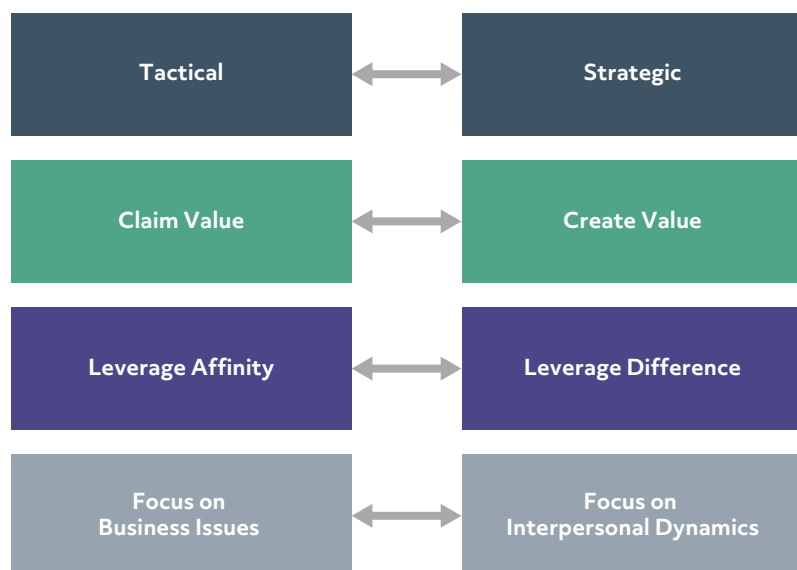 Tactical
Strategic
Claim Value
Create Value
Leverage Affinity
Leverage Difference
Focus on
Business Issues
Focus on
Interpersonal Dynamics